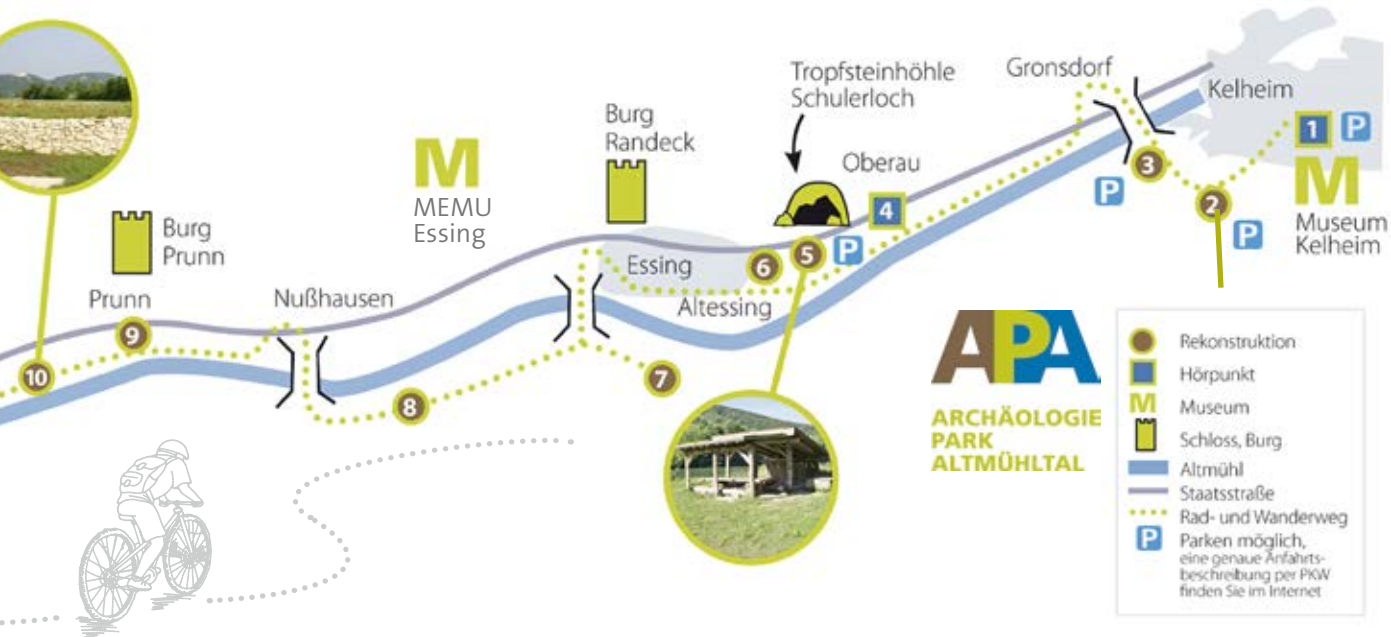 Tropfsteinhöhle
Schulerloch
Gronsdorf
Kelheim
1 P
M
Museum
Kelheim
Burg
Randeck
Oberau
3
P
2
P
4
M
MEMU
Essing
Burg
Prunn
Essing
6
5
P
Altessing
Prunn
Nußhausen
9
10
8
7
APA
ARCHÄOLOGIE
PARK
ALTMÜHLTAL
Rekonstruktion
Hörpunkt
M Museum
Schloss, Burg
Altmühl
Staatsstraße
Rad- und Wanderweg
P Parken möglich,
eine genaue Anfahrts-
beschreibung per PKW
finden Sie im Internet